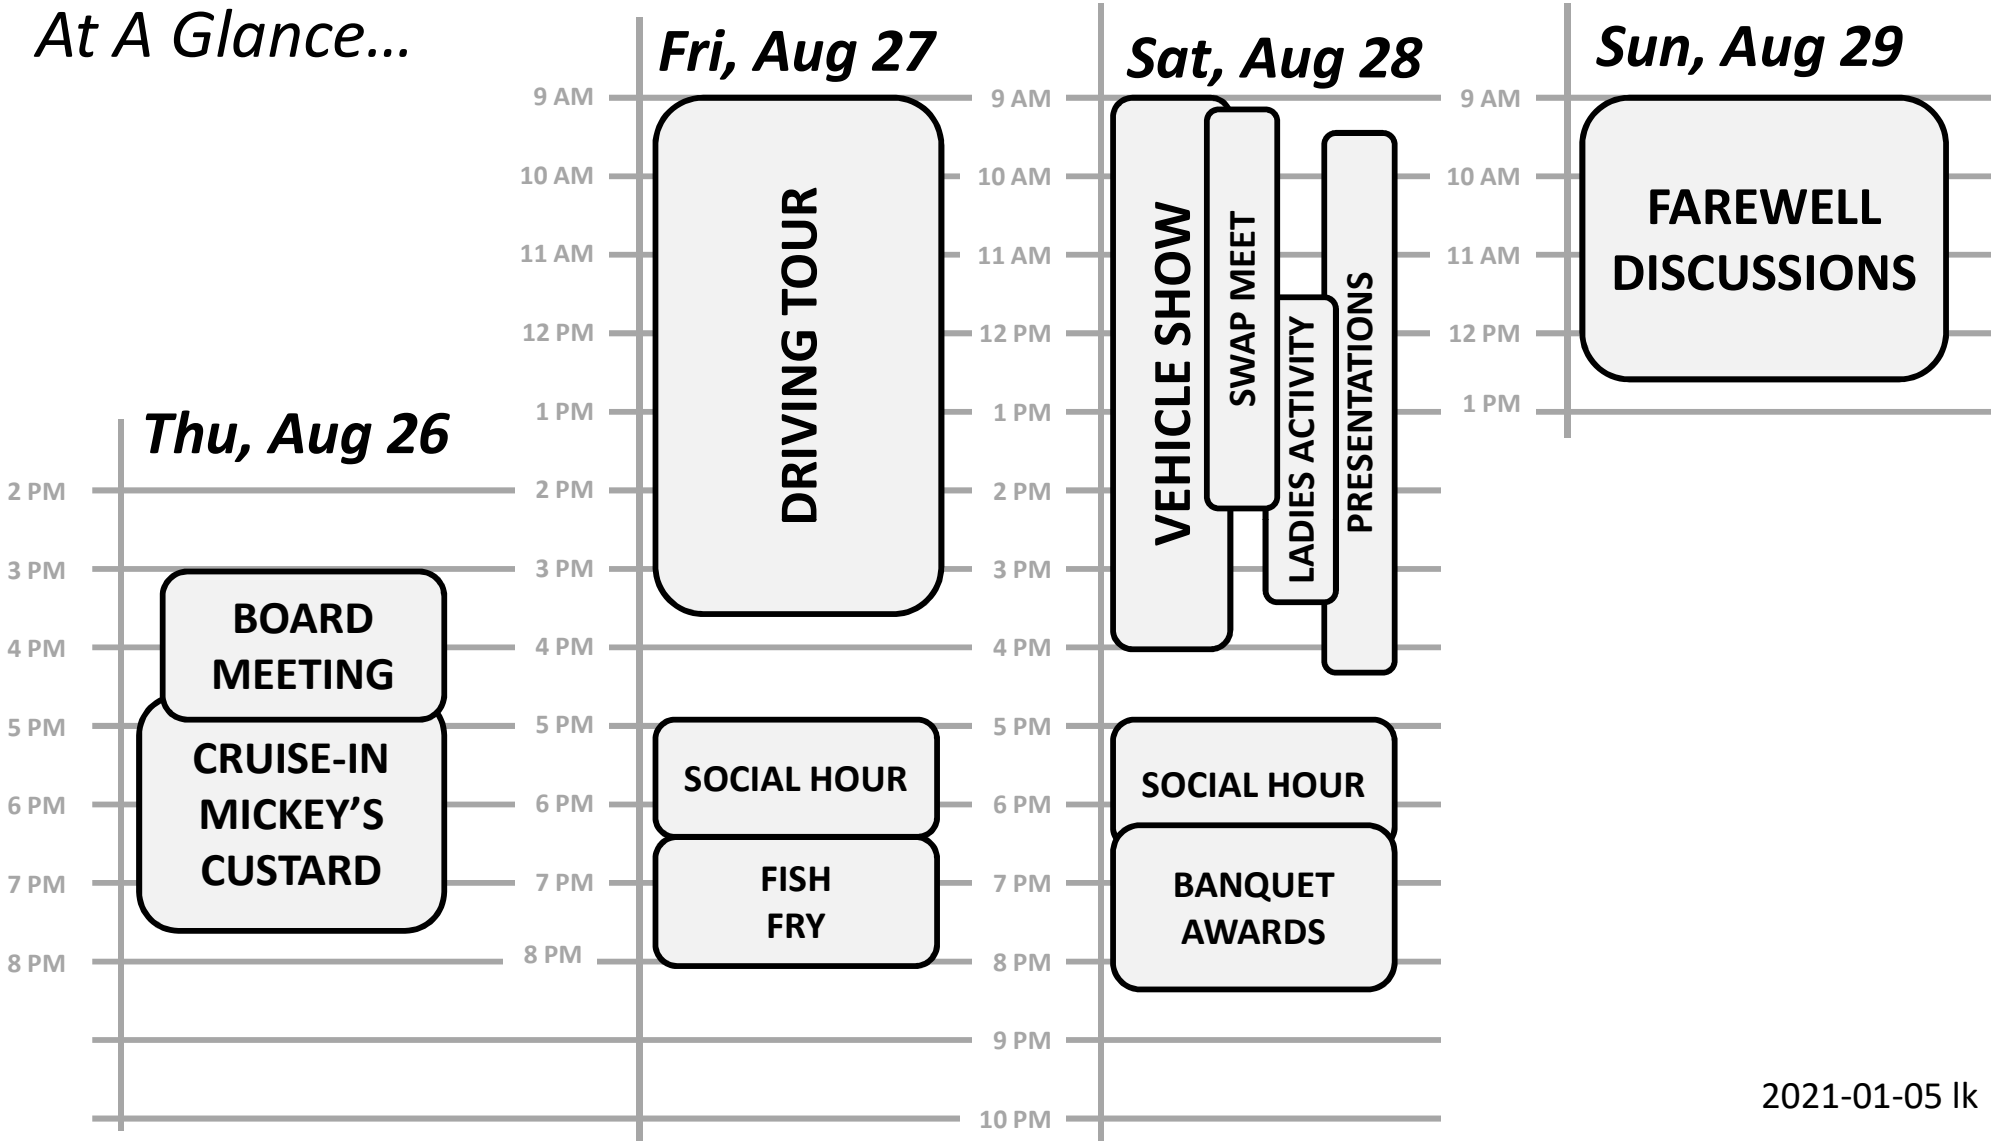 At A Glance...
Thu, Aug 26
2 PM
3 PM
4 PM
5 PM
6 PM
7 PM
8 PM
BOARD
MEETING
CRUISE-IN
MICKEY’S
CUSTARD
Fri, Aug 27
9 AM
10 AM
11 AM
12 PM
1 PM
2 PM
3 PM
4 PM
5 PM
6 PM
7 PM
8 PM
DRIVING TOUR
SOCIAL HOUR
FISH
FRY
Sat, Aug 28
9 AM
10 AM
11 AM
12 PM
1 PM
2 PM
3 PM
4 PM
5 PM
6 PM
7 PM
8 PM
9 PM
10 PM
VEHICLE SHOW
SWAP MEET
LADIES ACTIVITY
PRESENTATIONS
SOCIAL HOUR
BANQUET
AWARDS
Sun, Aug 29
9 AM
10 AM
11 AM
12 PM
1 PM
FAREWELL
DISCUSSIONS
2021-01-05 lk